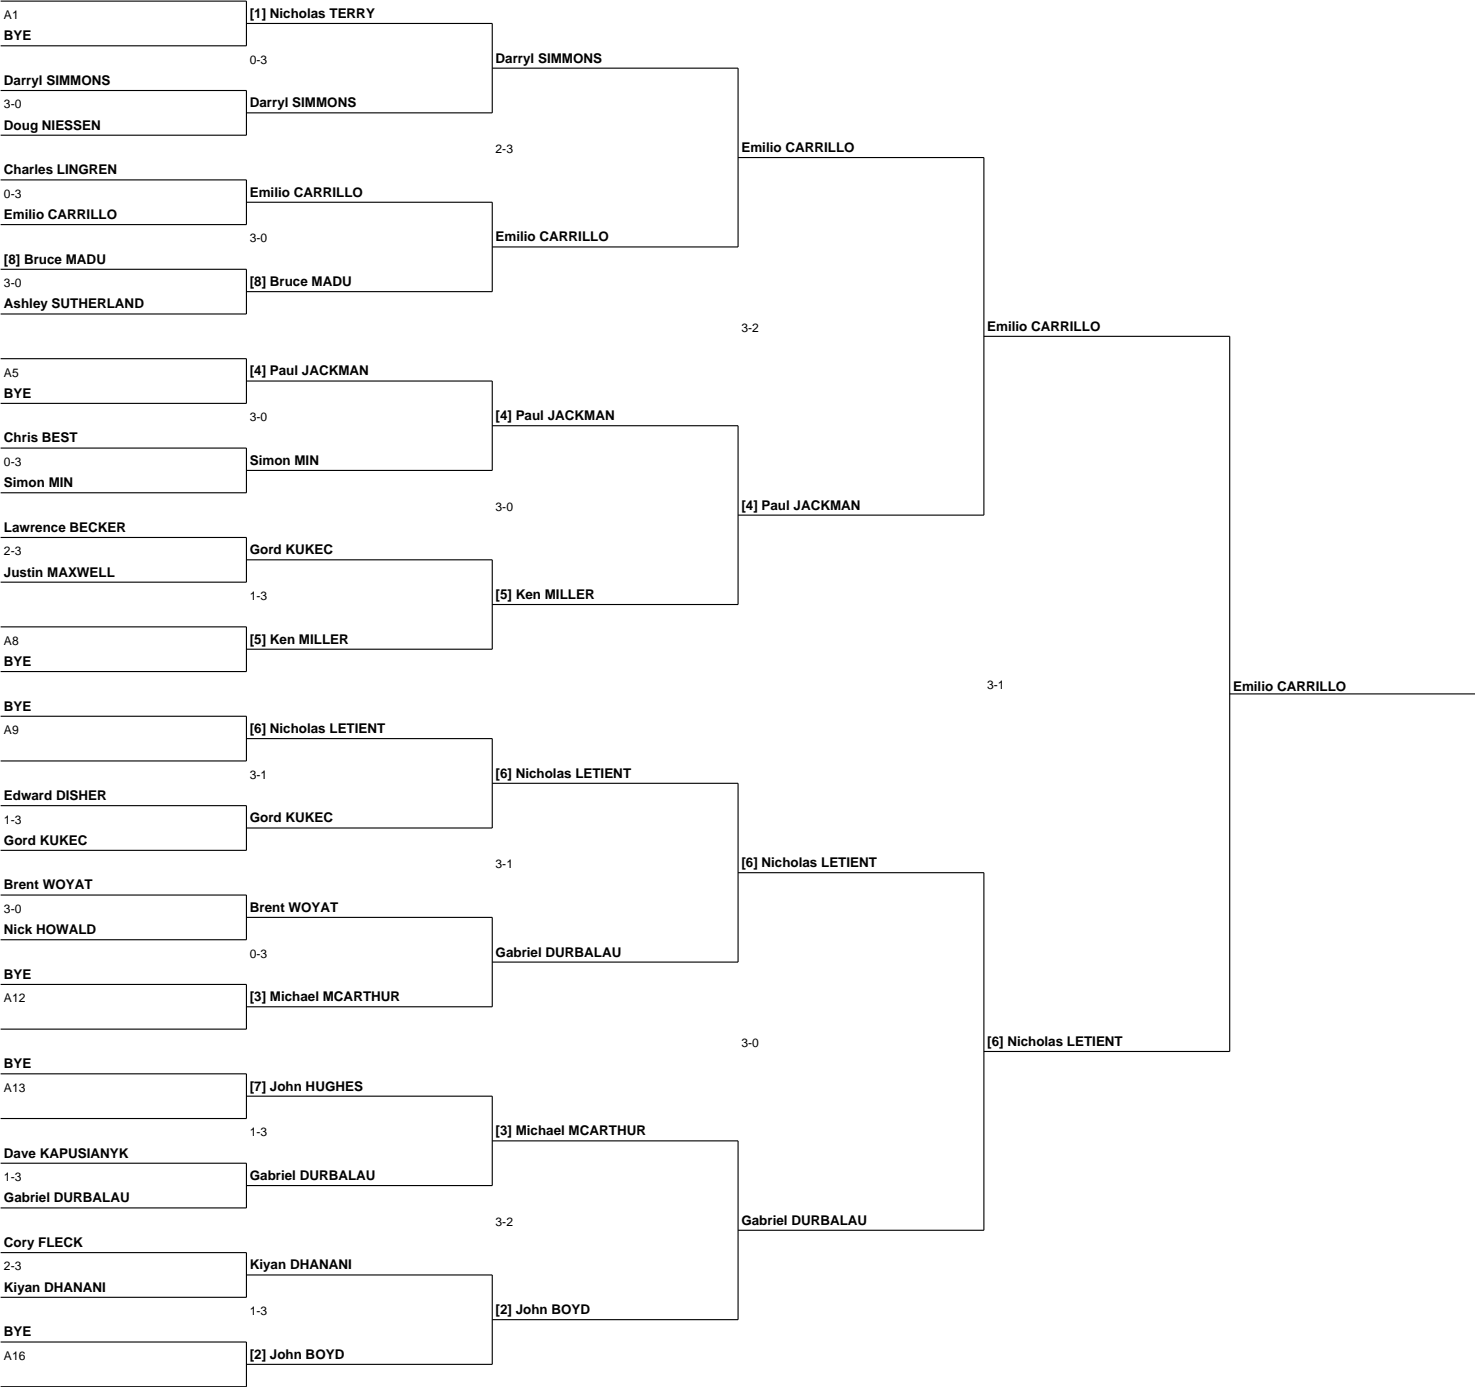 A1
[1] Nicholas TERRY
BYE
0-3
Darryl SIMMONS
Darryl SIMMONS
3-0
Darryl SIMMONS
Doug NIESSEN
2-3
Emilio CARRILLO
Charles LINGREN
0-3
Emilio CARRILLO
Emilio CARRILLO
3-0
Emilio CARRILLO
[8] Bruce MADU
3-0
[8] Bruce MADU
Ashley SUTHERLAND
3-2
Emilio CARRILLO
A5
[4] Paul JACKMAN
BYE
3-0
[4] Paul JACKMAN
Chris BEST
0-3
Simon MIN
Simon MIN
3-0
[4] Paul JACKMAN
Lawrence BECKER
2-3
Gord KUKEC
Justin MAXWELL
1-3
[5] Ken MILLER
A8
[5] Ken MILLER
BYE
3-1
Emilio CARRILLO
BYE
A9
[6] Nicholas LETIENT
3-1
[6] Nicholas LETIENT
Edward DISHER
1-3
Gord KUKEC
Gord KUKEC
3-1
[6] Nicholas LETIENT
Brent WOYAT
3-0
Brent WOYAT
Nick HOWALD
0-3
Gabriel DURBALAU
BYE
A12
[3] Michael MCARTHUR
3-0
[6] Nicholas LETIENT
BYE
A13
[7] John HUGHES
1-3
[3] Michael MCARTHUR
Dave KAPUSIANYK
1-3
Gabriel DURBALAU
Gabriel DURBALAU
3-2
Gabriel DURBALAU
Cory FLECK
2-3
Kiyan DHANANI
Kiyan DHANANI
1-3
[2] John BOYD
BYE
A16
[2] John BOYD